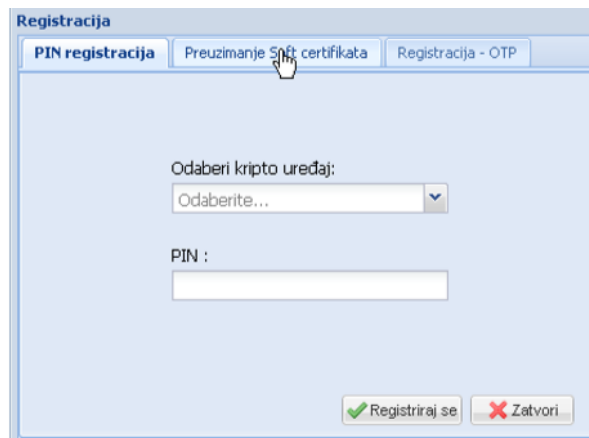 Registracija
PIN registracija Preuzimanje Soft certifikata Registracija - OTP
Odaberi kripto uređaj:
Odaberite...
PIN :
Registriraj se Zatvori